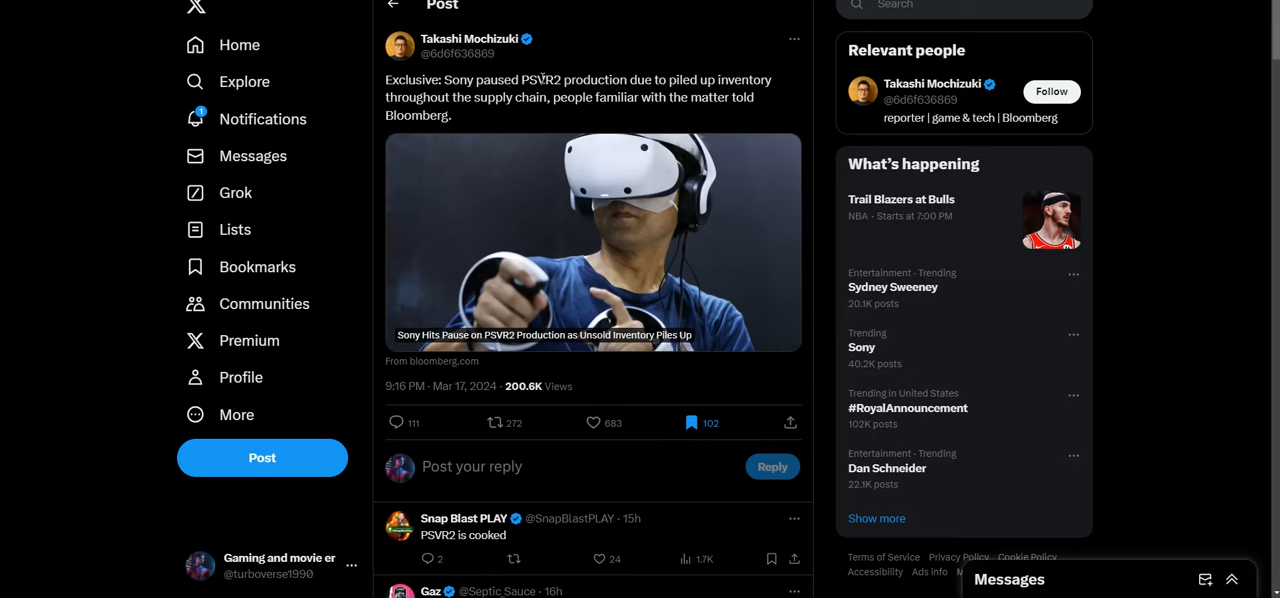 Post
Search
Home
Explore
1
Notifications
Messages
Grok
Lists
Bookmarks
Communities
Premium
Profile
More
Post
Gaming and movie er
@turboverse1990
Takashi Mochizuki
@6d6f636869
Exclusive: Sony paused PSVR2 production due to piled up inventory
throughout the supply chain, people familiar with the matter told
Bloomberg.
Sony Hits Pause on PSVR2 Production as Unsold Inventory Piles Up
From bloomberg.com
9:16 PM · Mar 17, 2024 · 200.6K Views
111 272 683 102
Post your reply
Reply
Snap Blast PLAY @SnapBlastPLAY · 15h
PSVR2 is cooked
2 24 1.7K
Gaz @Septic_Sauce · 16h
Relevant people
Takashi Mochizuki
@6d6f636869
Follow
reporter | game & tech | Bloomberg
What's happening
Trail Blazers at Bulls
NBA · Starts at 7:00 PM
Entertainment · Trending
Sydney Sweeney
20.1K posts
Trending
Sony
40.2K posts
Trending in United States
#RoyalAnnouncement
102K posts
Entertainment · Trending
Dan Schneider
22.1K posts
Show more
Terms of Service Privacy Policy Cookie Policy
Accessibility Ads info
Messages